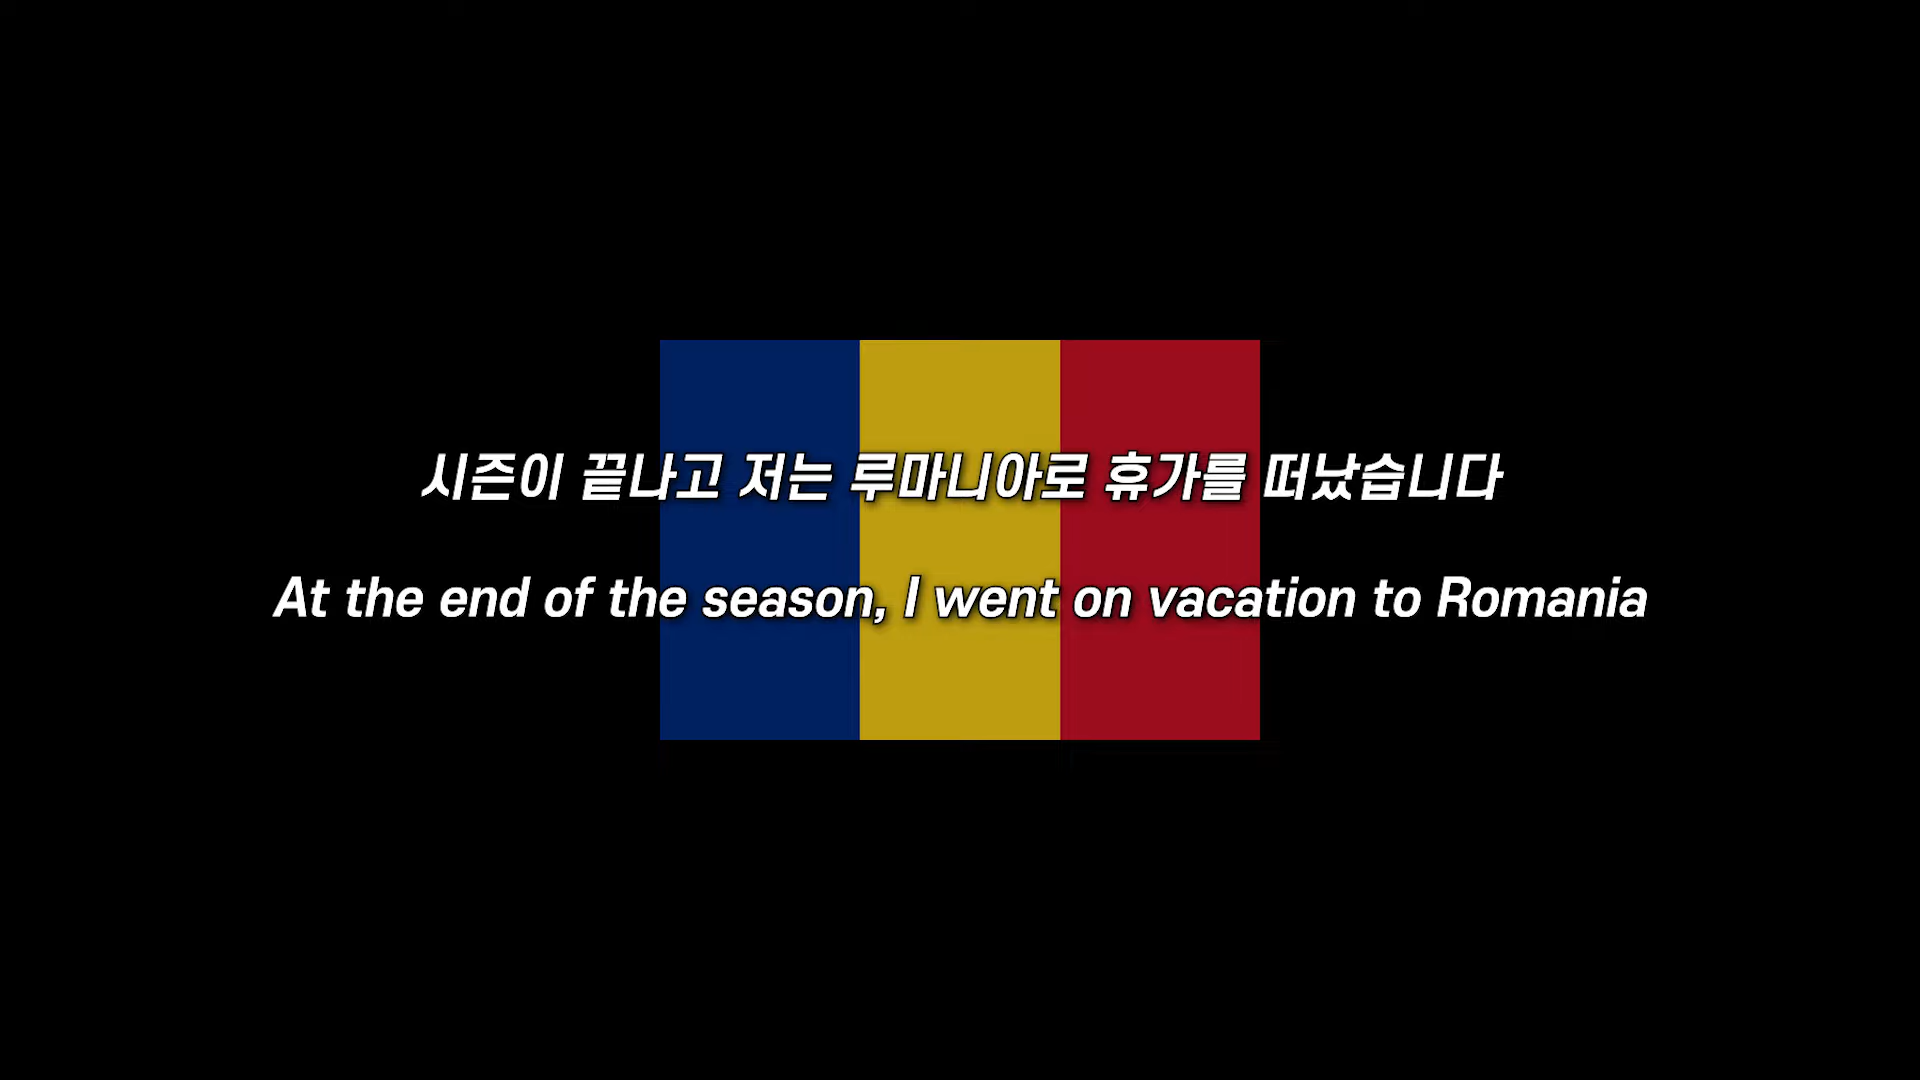 시즌이 끝나고 저는 루마니아로 휴가를 떠났습니다
At the end of the season, I went on vacation to Romania